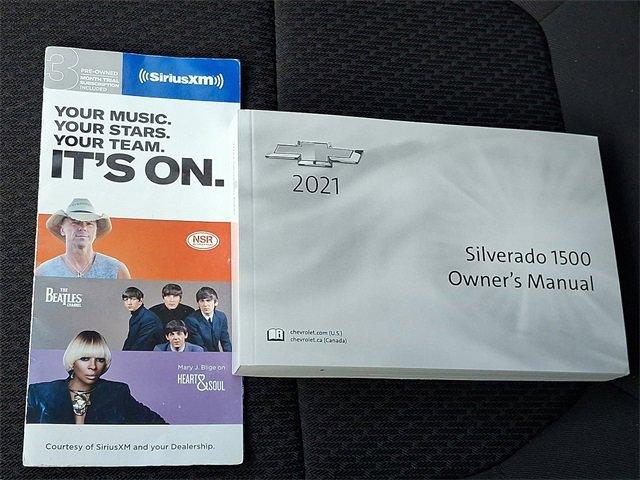 3
PRE-OWNED
MONTH TRIAL
SUBSCRIPTION
INCLUDED
((SiriusXM))
YOUR MUSIC.
YOUR STARS.
YOUR TEAM.
IT'S ON.
NSR
THE
BEATLES
CHANNEL
Mary J. Blige on
HEART&SOUL
Courtesy of SiriusXM and your Dealership.
2021
Silverado 1500
Owner's Manual
chevrolet.com (U.S.)
chevrolet.ca (Canada)